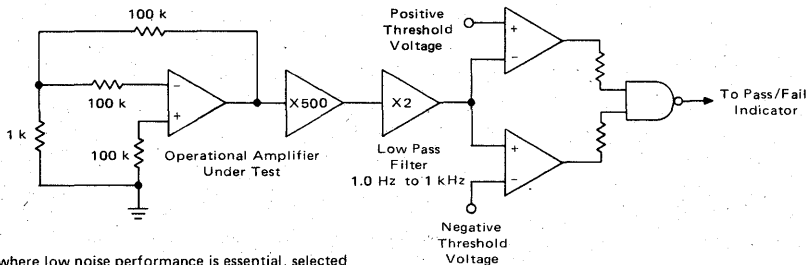 100 k
Positive
Threshold
Voltage
+
-
100 k
-
+
X500
X2
1 k
100 k
Operational Amplifier
Under Test
Low Pass
Filter
1.0 Hz to 1 kHz
+
-
To Pass/Fail
Indicator
Negative
Threshold
Voltage
where low noise performance is essential, selected